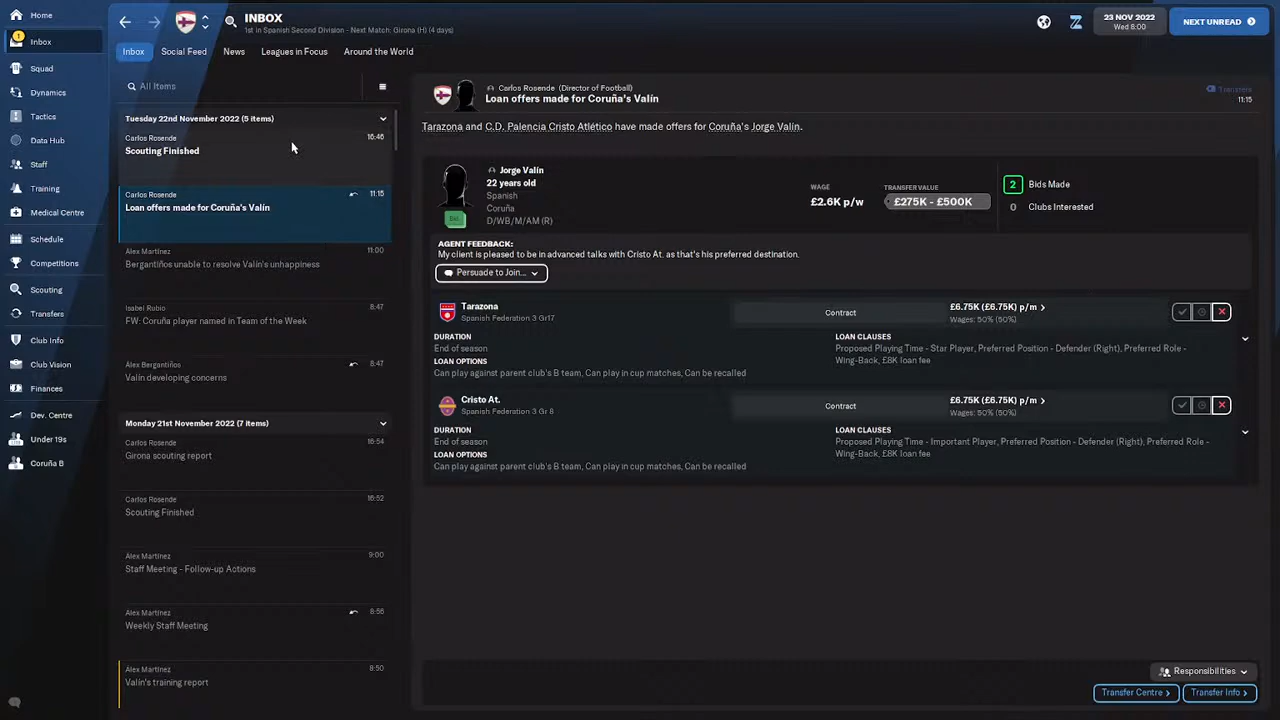 Home
1
Inbox
Squad
Dynamics
Tactics
Data Hub
Staff
Training
Medical Centre
Schedule
Competitions
Scouting
Transfers
Club Info
Club Vision
Finances
Dev. Centre
Under 19s
Coruña B
INBOX
1st in Spanish Second Division - Next Match: Girona (H) (4 days)
23 NOV 2022
Wed 8:00
NEXT UNREAD
Inbox
Social Feed
News
Leagues in Focus
Around the World
All Items
Tuesday 22nd November 2022 (5 items)
Carlos Rosende 16:46
Scouting Finished
Carlos Rosende 11:15
Loan offers made for Coruña's Valín
Álex Martínez 11:00
Bergantiños unable to resolve Valín's unhappiness
Isabel Rubio 8:47
FW: Coruña player named in Team of the Week
Álex Bergantiños 8:47
Valín developing concerns
Monday 21st November 2022 (7 items)
Carlos Rosende 16:54
Girona scouting report
Carlos Rosende 16:52
Scouting Finished
Álex Martínez 9:00
Staff Meeting - Follow-up Actions
Álex Martínez 8:56
Weekly Staff Meeting
Álex Martínez 8:50
Valín's training report
Carlos Rosende (Director of Football)
Loan offers made for Coruña's Valín
Transfers
11:15
Tarazona and C.D. Palencia Cristo Atlético have made offers for Coruña's Jorge Valín.
Jorge Valín
22 years old
Spanish
Coruña
D/WB/M/AM (R)
WAGE
£2.6K p/w
TRANSFER VALUE
£275K - £500K
2 Bids Made
0 Clubs Interested
AGENT FEEDBACK:
My client is pleased to be in advanced talks with Cristo At. as that's his preferred destination.
Persuade to Join...
Tarazona
Spanish Federation 3 Gr17
Contract
£6.75K (£6.75K) p/m
Wages: 50% (50%)
DURATION
End of season
LOAN OPTIONS
Can play against parent club's B team, Can play in cup matches, Can be recalled
LOAN CLAUSES
Proposed Playing Time - Star Player, Preferred Position - Defender (Right), Preferred Role -
Wing-Back, £8K loan fee
Cristo At.
Spanish Federation 3 Gr 8
Contract
£6.75K (£6.75K) p/m
Wages: 50% (50%)
DURATION
End of season
LOAN OPTIONS
Can play against parent club's B team, Can play in cup matches, Can be recalled
LOAN CLAUSES
Proposed Playing Time - Important Player, Preferred Position - Defender (Right), Preferred Role -
Wing-Back, £8K loan fee
Responsibilities
Transfer Centre
Transfer Info